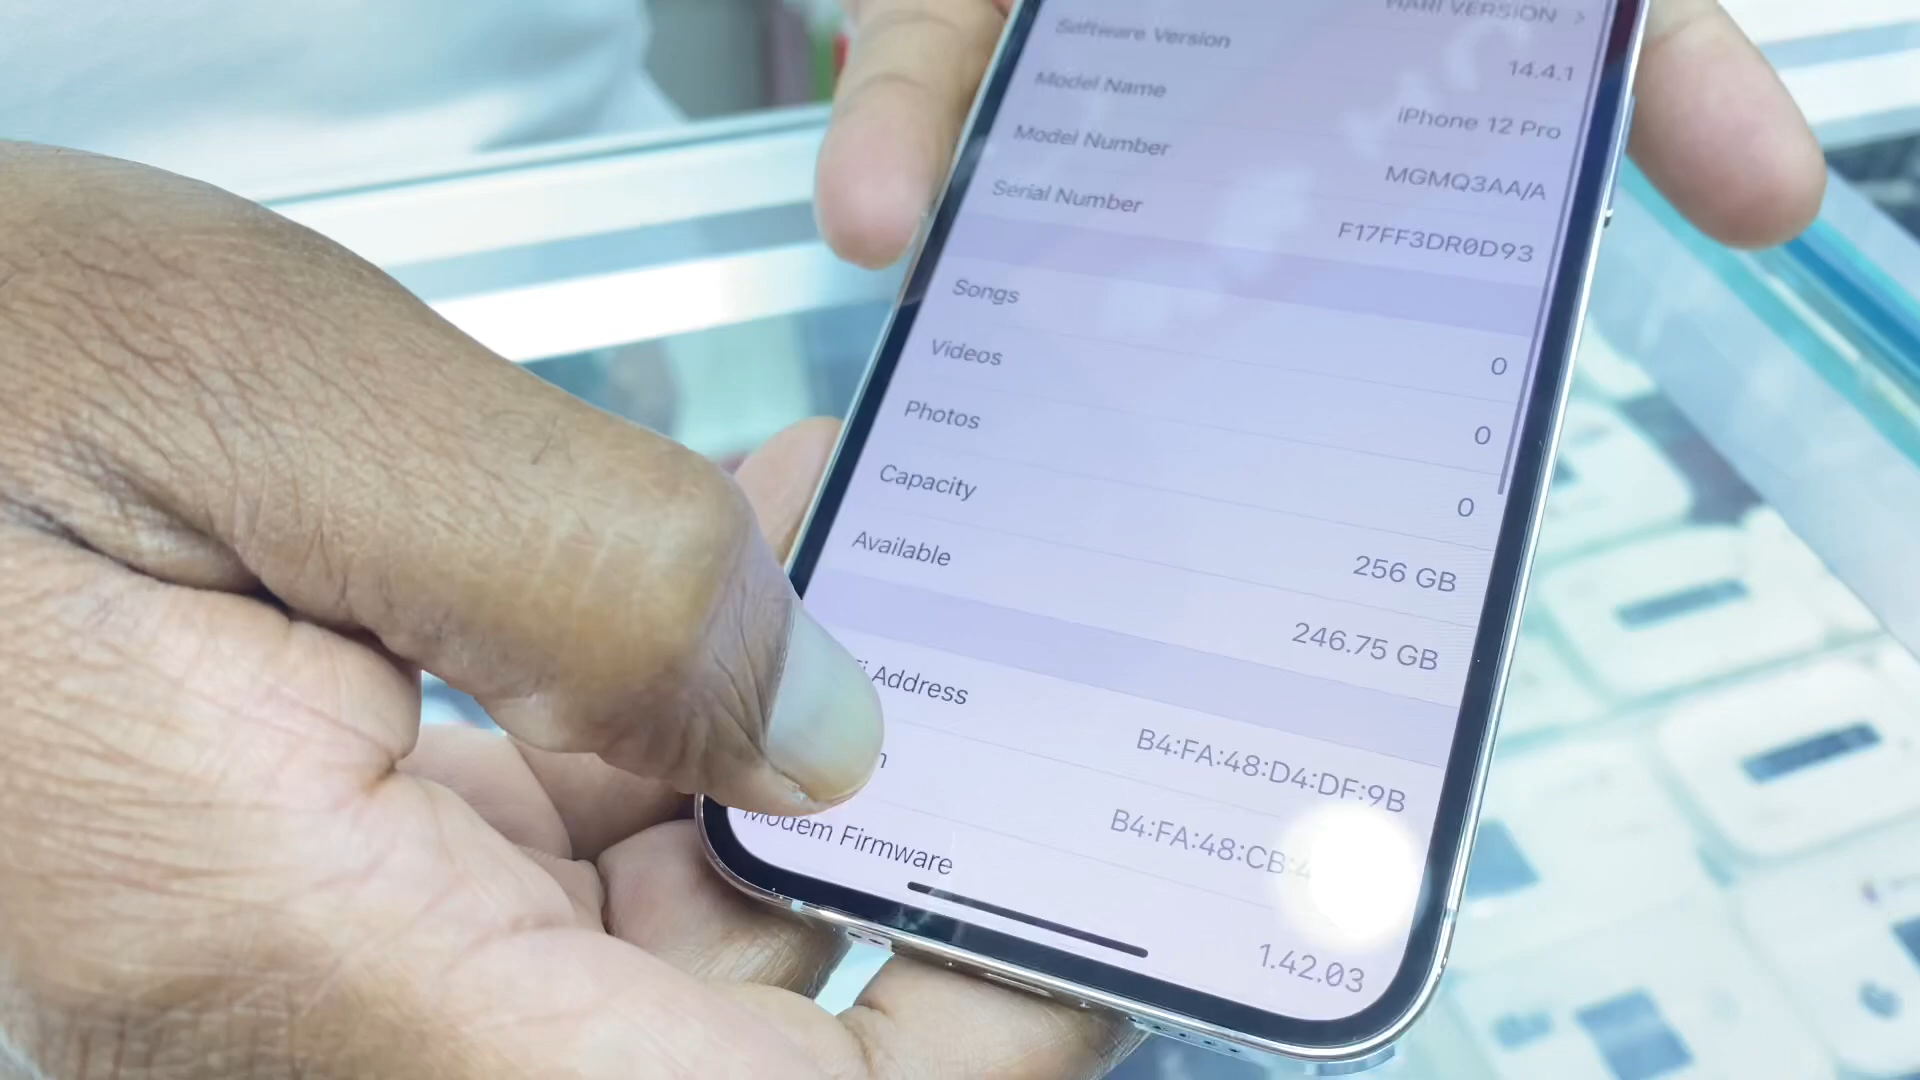 VERSION >
Software Version
14.4.1
Model Name
iPhone 12 Pro
Model Number
MGMQ3AA/A
Serial Number
F17FF3DR0D93
Songs
0
Videos
0
Photos
0
Capacity
256 GB
Available
246.75 GB
Address
B4:FA:48:D4:DF:9B
B4:FA:48:CB:
Modem Firmware
1.42.03